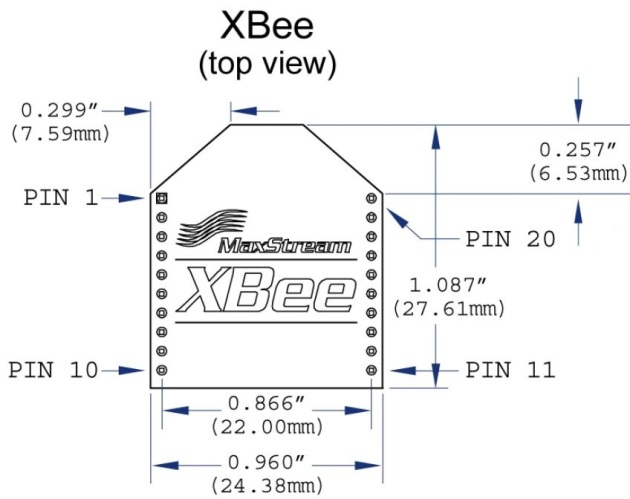 XBee
(top view)
0.299"
(7.59mm)
0.257"
(6.53mm)
PIN 1
PIN 20
MaxStream
XBee
1.087"
(27.61mm)
PIN 10
PIN 11
0.866"
(22.00mm)
0.960"
(24.38mm)